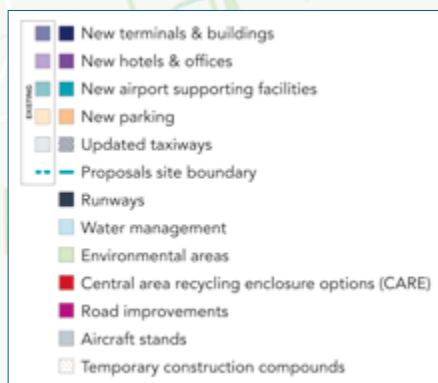 EXISTING
New terminals & buildings
New hotels & offices
New airport supporting facilities
New parking
Updated taxiways
Proposals site boundary
Runways
Water management
Environmental areas
Central area recycling enclosure options (CARE)
Road improvements
Aircraft stands
Temporary construction compounds